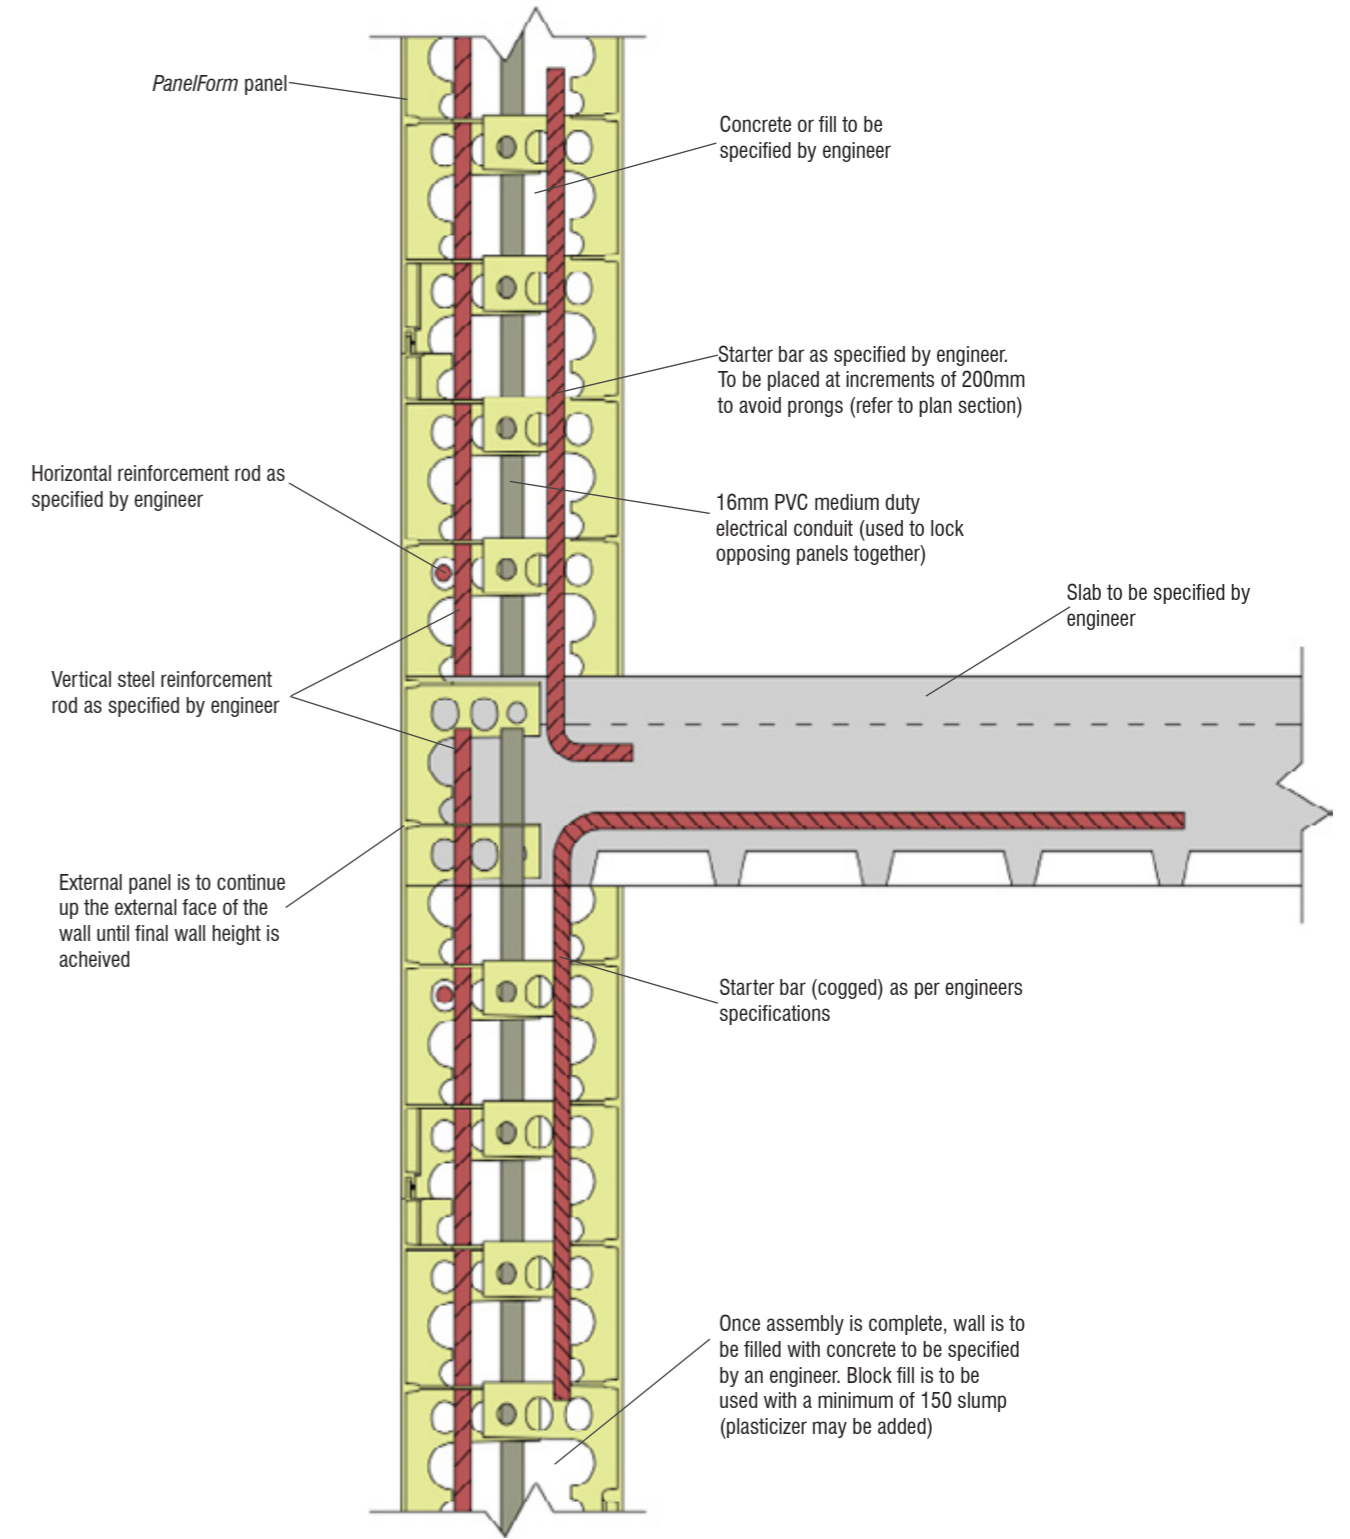 PanelForm panel
Concrete or fill to be
specified by engineer
Starter bar as specified by engineer.
To be placed at increments of 200mm
to avoid prongs (refer to plan section)
Horizontal reinforcement rod as
specified by engineer
16mm PVC medium duty
electrical conduit (used to lock
opposing panels together)
Slab to be specified by
engineer
Vertical steel reinforcement
rod as specified by engineer
External panel is to continue
up the external face of the
wall until final wall height is
acheived
Starter bar (cogged) as per engineers
specifications
Once assembly is complete, wall is to
be filled with concrete to be specified
by an engineer. Block fill is to be
used with a minimum of 150 slump
(plasticizer may be added)